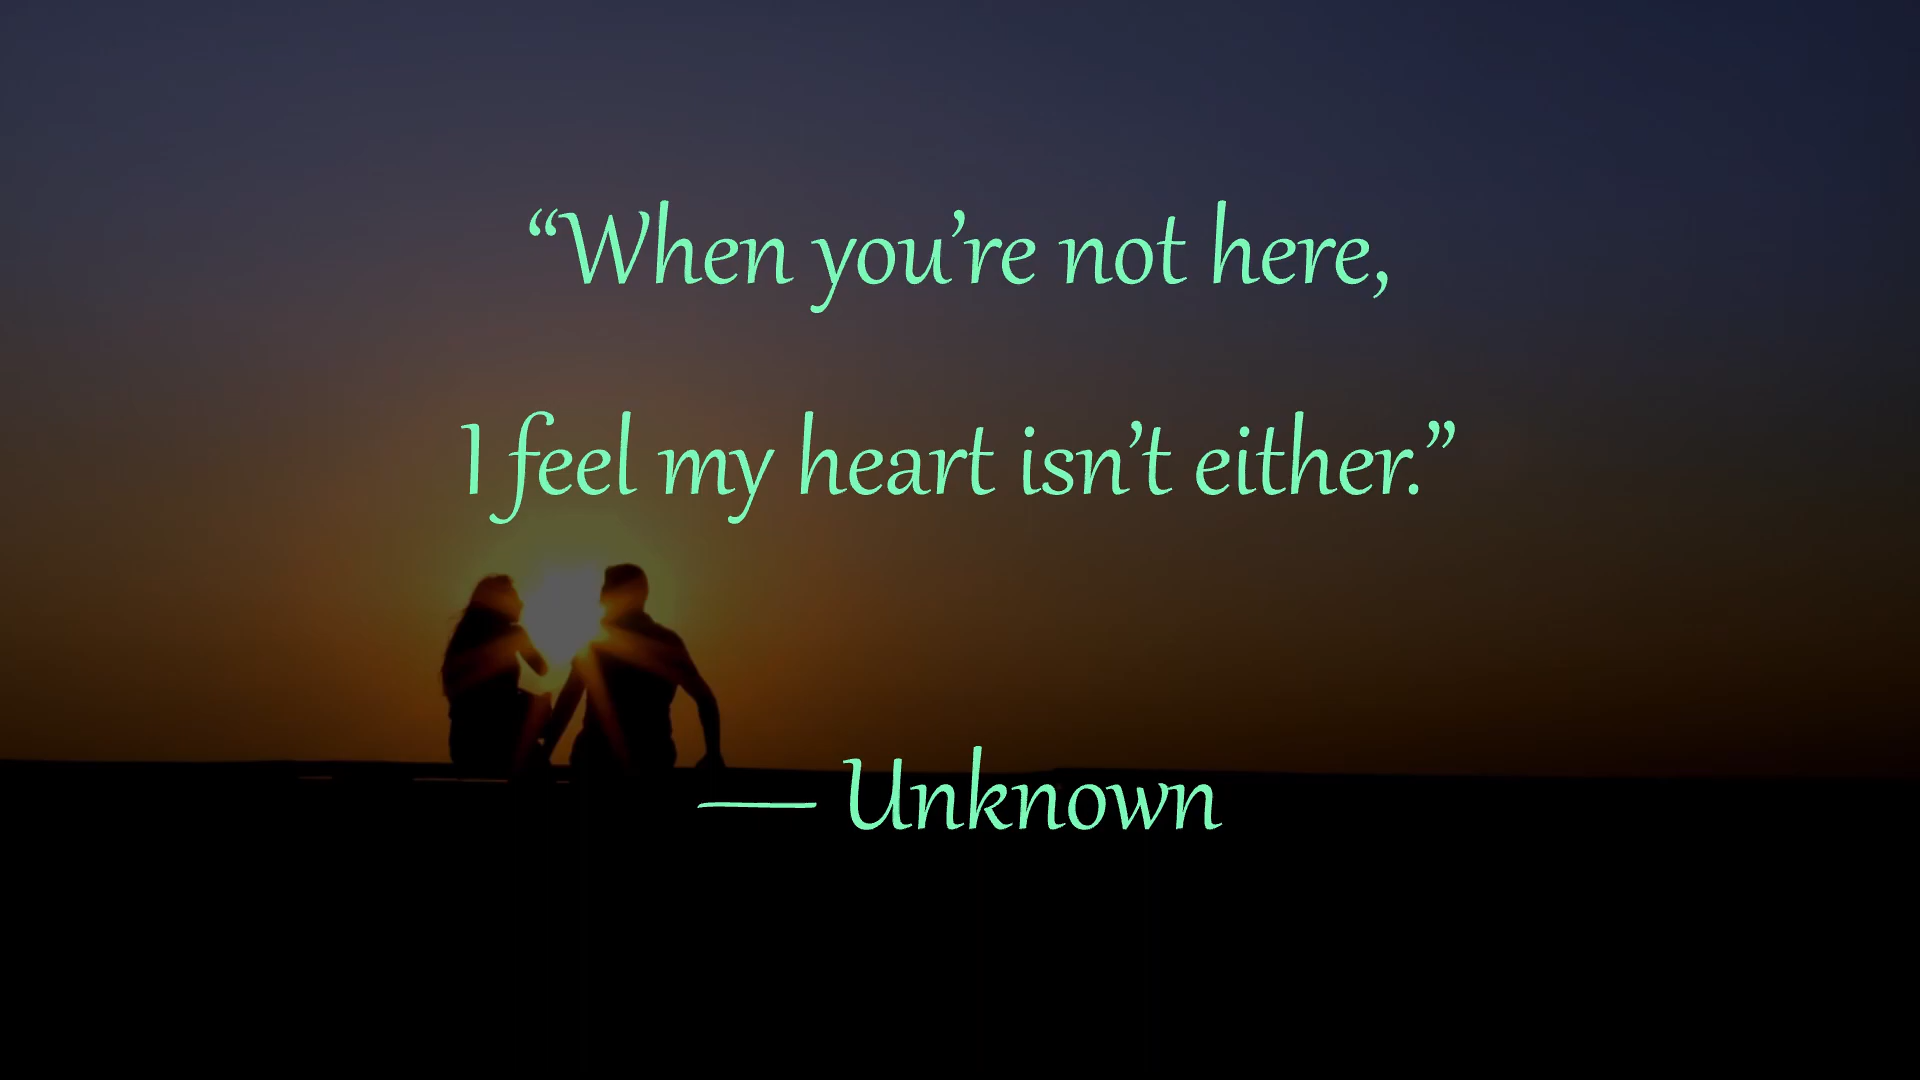 “When you’re not here,
I feel my heart isn’t either.”
— Unknown